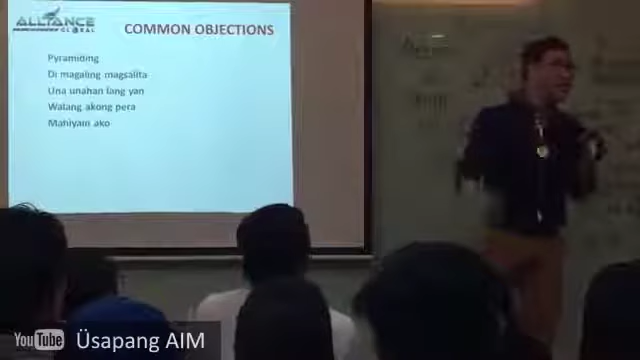 ALLIANCE
GLOBAL
COMMON OBJECTIONS
Pyramiding
Di magaling magsalita
Una unahan lang yan
Walang akong pera
Mahiyain ako
YouTube Üsapang AIM